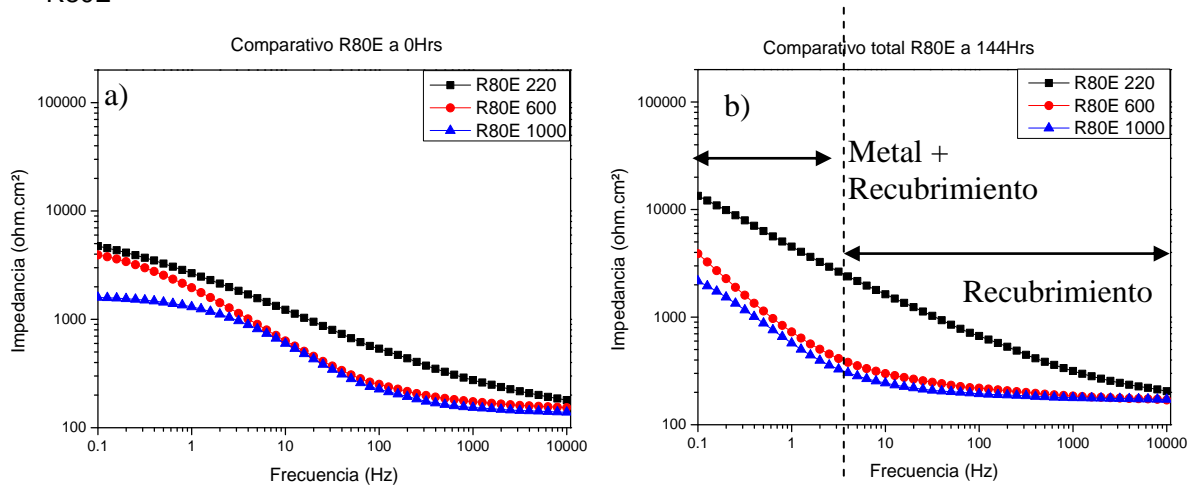 R80E
Comparativo R80E a 0Hrs
a)
R80E 220
R80E 600
R80E 1000
100000
10000
1000
100
Impedancia (ohm.cm²)
0.1 1 10 100 1000 10000
Frecuencia (Hz)
Comparativo total R80E a 144Hrs
b)
R80E 220
R80E 600
R80E 1000
Metal +
Recubrimiento
Recubrimiento
100000
10000
1000
100
Impedancia (ohm.cm²)
0.1 1 10 100 1000 10000
Frecuencia (Hz)